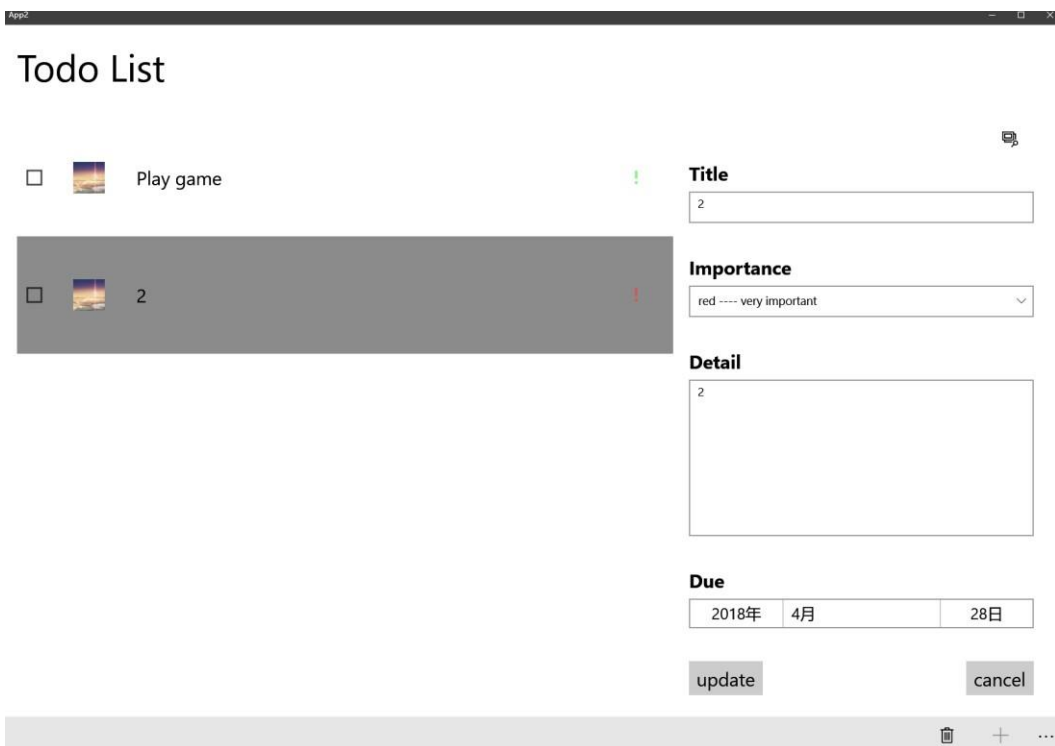 App2
Todo List
Play game !
2 !
Title
2
Importance
red ---- very important
Detail
2
Due
2018年 4月 28日
update cancel